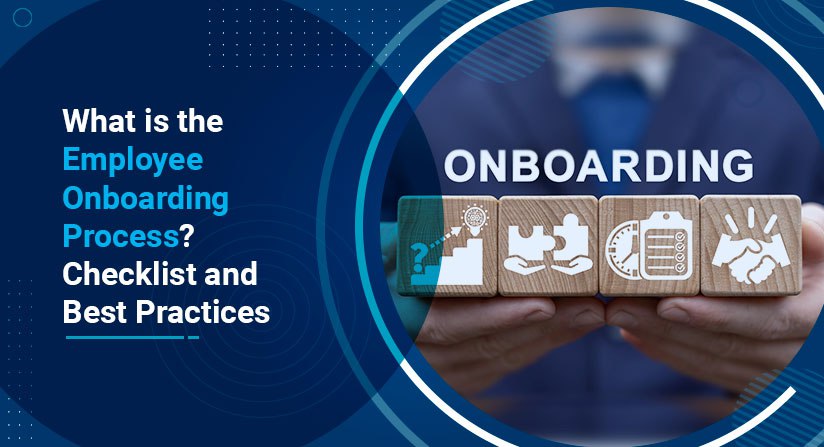 What is the
Employee
Onboarding
Process?
Checklist and
Best Practices
ONBOARDING
?